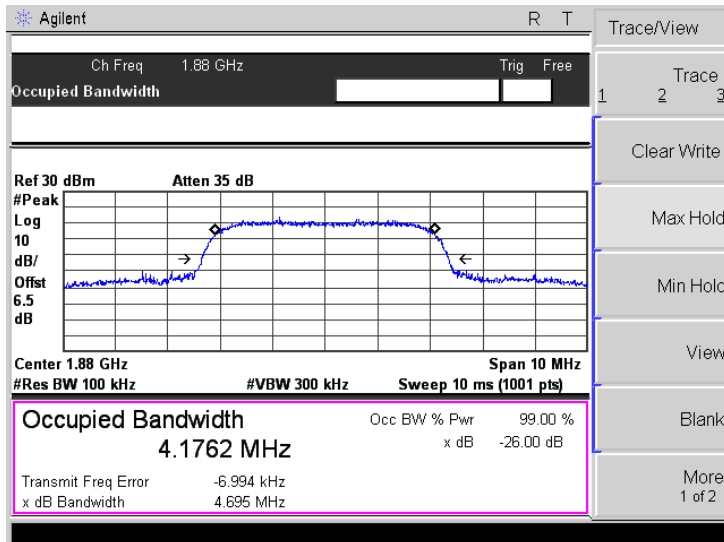 Agilent R T
Ch Freq 1.88 GHz Trig Free
Occupied Bandwidth
Ref 30 dBm Atten 35 dB
#Peak
Log
10
dB/
Offst
6.5
dB
Center 1.88 GHz Span 10 MHz
#Res BW 100 kHz #VBW 300 kHz Sweep 10 ms (1001 pts)
Occupied Bandwidth Occ BW % Pwr 99.00 %
4.1762 MHz x dB -26.00 dB
Transmit Freq Error -6.994 kHz
x dB Bandwidth 4.695 MHz
Trace/View
Trace
1 2 3
Clear Write
Max Hold
Min Hold
View
Blank
More
1 of 2